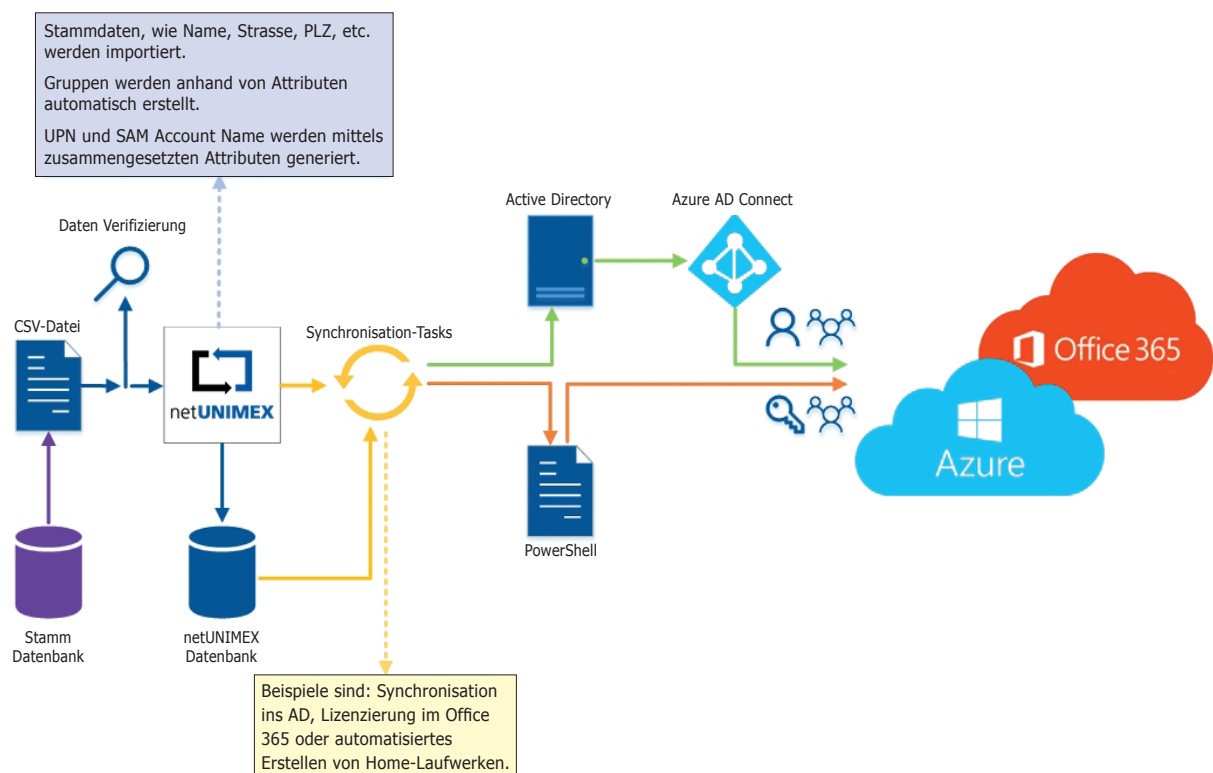 Stammdaten, wie Name, Strasse, PLZ, etc.
werden importiert.
Gruppen werden anhand von Attributen
automatisch erstellt.
UPN und SAM Account Name werden mittels
zusammengesetzten Attributen generiert.
Active Directory
Azure AD Connect
Daten Verifizierung
CSV-Datei
Synchronisation-Tasks
netUNIMEX
Office 365
Azure
PowerShell
Stamm
Datenbank
netUNIMEX
Datenbank
Beispiele sind: Synchronisation
ins AD, Lizenzierung im Office
365 oder automatisiertes
Erstellen von Home-Laufwerken.